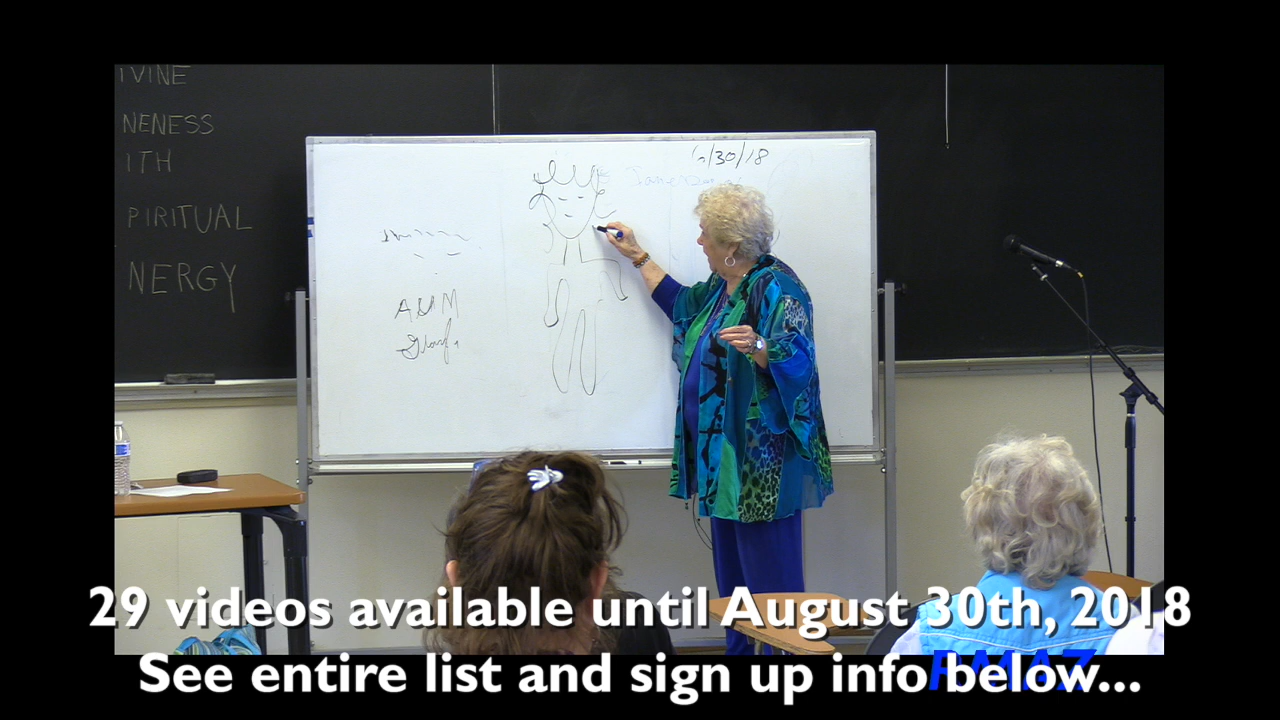 IVINE
NENESS
ITH
PIRITUAL
NERGY
6/30/18
AUM
29 videos available until August 30th, 2018
See entire list and sign up info below...